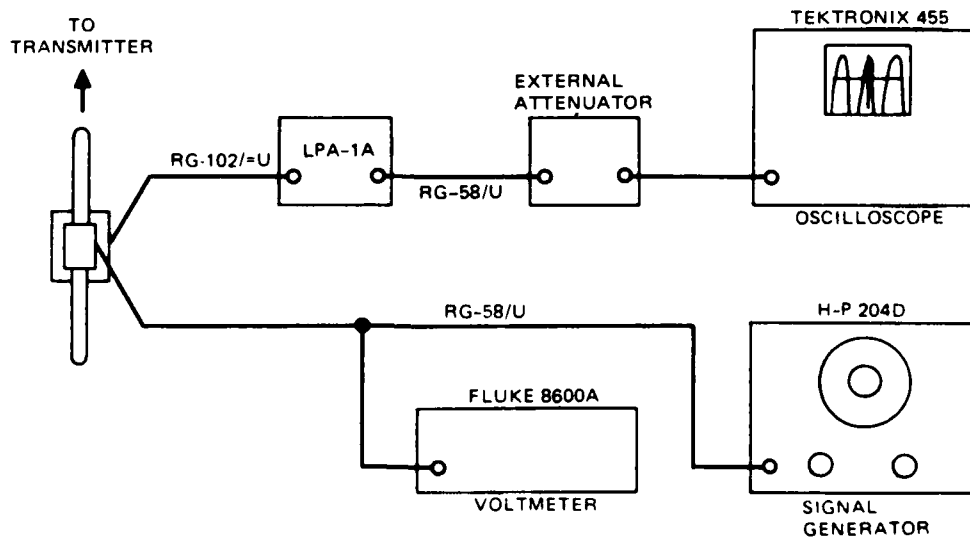 TO
TRANSMITTER
TEKTRONIX 455
EXTERNAL
ATTENUATOR
LPA-1A
RG-102/=U
RG-58/U
OSCILLOSCOPE
RG-58/U
H-P 204D
FLUKE 8600A
VOLTMETER
SIGNAL
GENERATOR